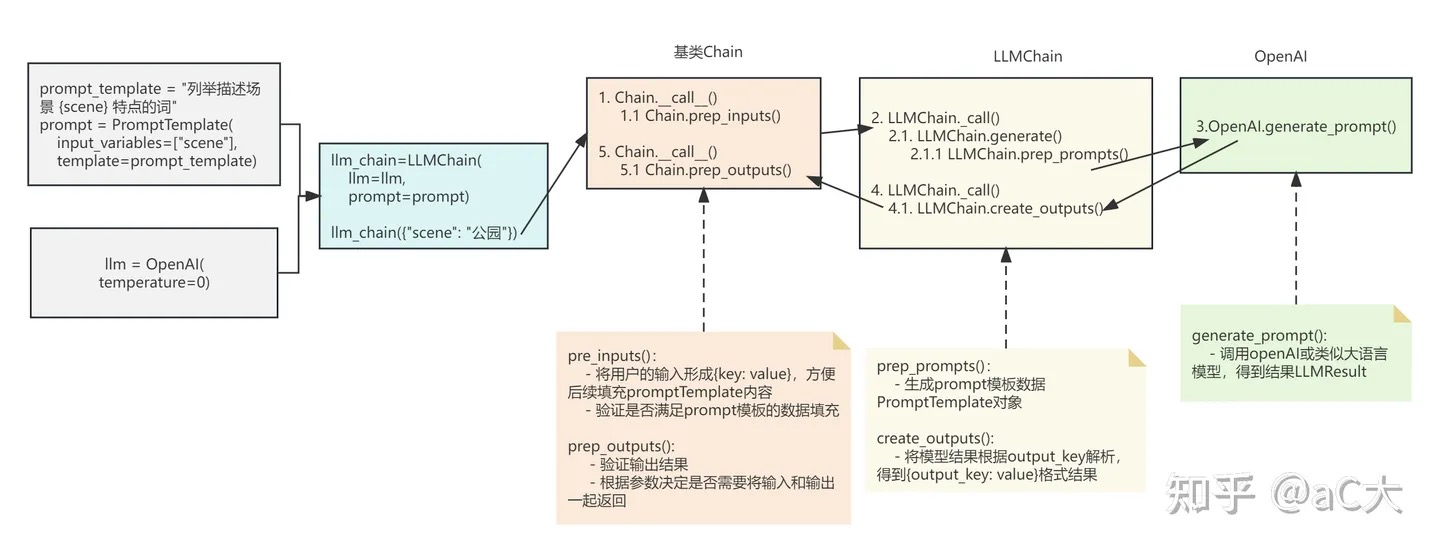 prompt_template = "列举描述场
景 {scene} 特点的词"
prompt = PromptTemplate(
input_variables=["scene"],
template=prompt_template)
llm = OpenAI(
temperature=0)
llm_chain=LLMChain(
llm=llm,
prompt=prompt)
llm_chain({"scene": "公园"})
基类Chain
1. Chain.__call__()
1.1 Chain.prep_inputs()
5. Chain.__call__()
5.1 Chain.prep_outputs()
LLMChain
2. LLMChain._call()
2.1. LLMChain.generate()
2.1.1 LLMChain.prep_prompts()
4. LLMChain._call()
4.1. LLMChain.create_outputs()
OpenAI
3.OpenAI.generate_prompt()
pre_inputs():
- 将用户的输入形成{key: value}，方便
后续填充promptTemplate内容
- 验证是否满足prompt模板的数据填充
prep_outputs():
- 验证输出结果
- 根据参数决定是否需要将输入和输出
一起返回
prep_prompts():
- 生成prompt模板数据
PromptTemplate对象
create_outputs():
- 将模型结果根据output_key解析，
得到{output_key: value}格式结果
generate_prompt():
- 调用openAI或类似大语言
模型，得到结果LLMResult
知乎 @aC大